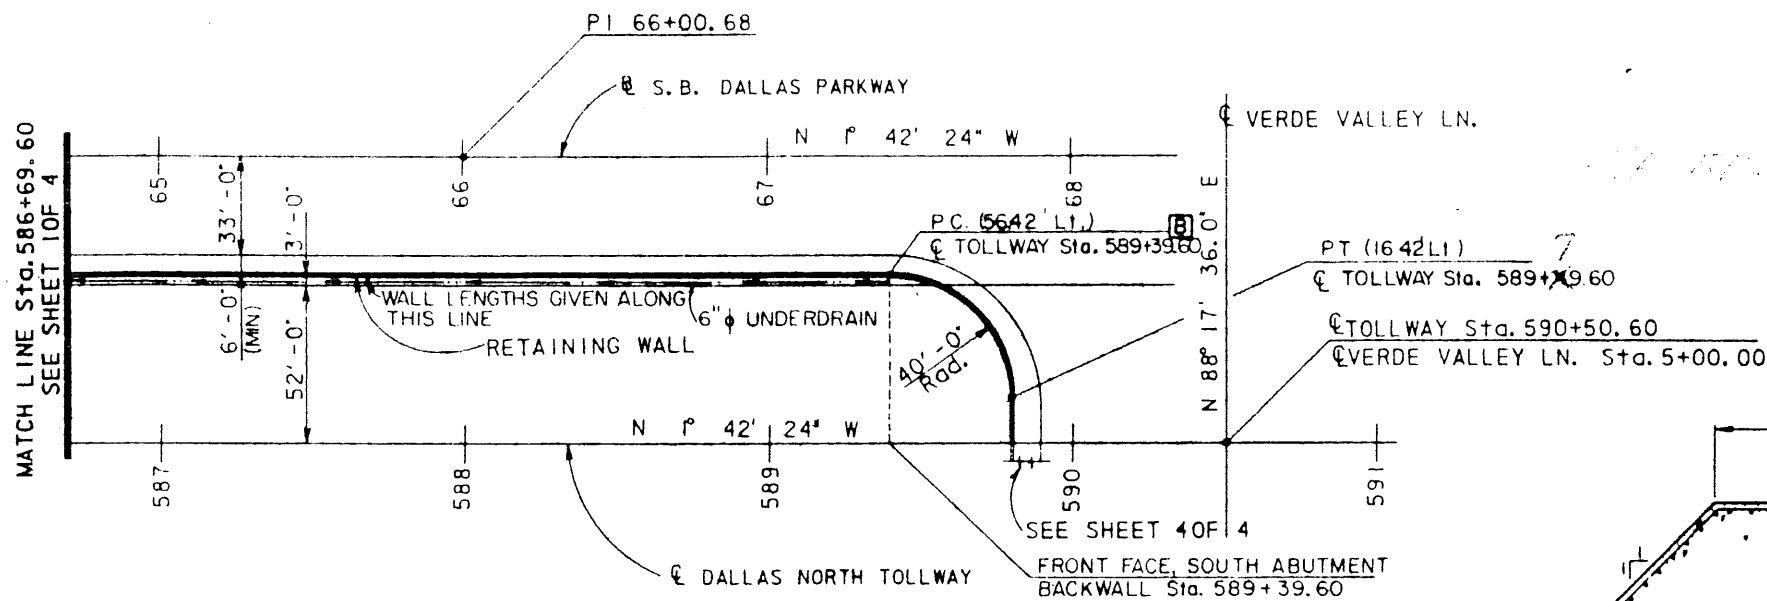 PI 66+00.68
℄ S.B. DALLAS PARKWAY
N 1° 42' 24" W
℄ VERDE VALLEY LN.
MATCH LINE Sta. 586+69.60
SEE SHEET 1 OF 4
65
66
67
68
33'-0"
3'-0"
6'-0"
(MIN)
52'-0"
P.C. (56.42' Lt.)
℄ TOLLWAY Sta. 589+39.60
B
N 88° 17' 36.0" E
PT (16.42' Lt)
7
℄ TOLLWAY Sta. 589+ 9.60
℄ TOLLWAY Sta. 590+50.60
℄ VERDE VALLEY LN. Sta. 5+00.00
WALL LENGTHS GIVEN ALONG
THIS LINE
6" ϕ UNDERDRAIN
RETAINING WALL
40'-0"
Rad.
N 1° 42' 24" W
587
588
589
590
591
SEE SHEET 4 OF 4
℄ DALLAS NORTH TOLLWAY
FRONT FACE, SOUTH ABUTMENT
BACKWALL Sta. 589+39.60
1
1